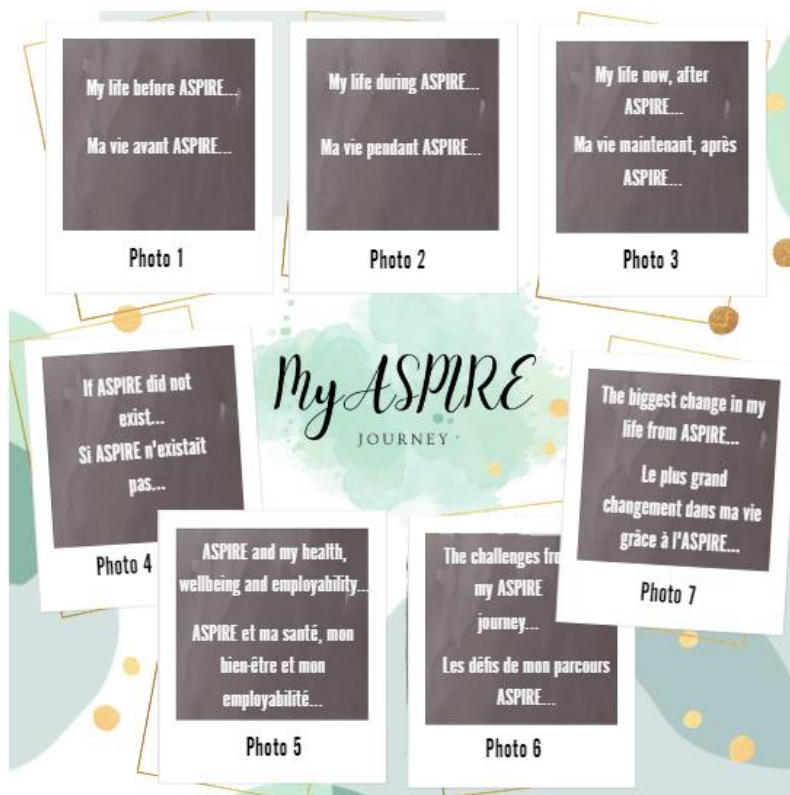 My life before ASPIRE...
Ma vie avant ASPIRE...
Photo 1
My life during ASPIRE...
Ma vie pendant ASPIRE...
Photo 2
My life now, after
ASPIRE...
Ma vie maintenant, après
ASPIRE...
Photo 3
My ASPIRE
JOURNEY
If ASPIRE did not
exist...
Si ASPIRE n'existait
pas...
Photo 4
ASPIRE and my health,
wellbeing and employability...
ASPIRE et ma santé, mon
bien-être et mon
employabilité...
Photo 5
The challenges
my ASPIRE
journey...
Les défis de mon parcours
ASPIRE...
Photo 6
The biggest change in my
life from ASPIRE...
Le plus grand
changement dans ma vie
grâce à l'ASPIRE...
Photo 7